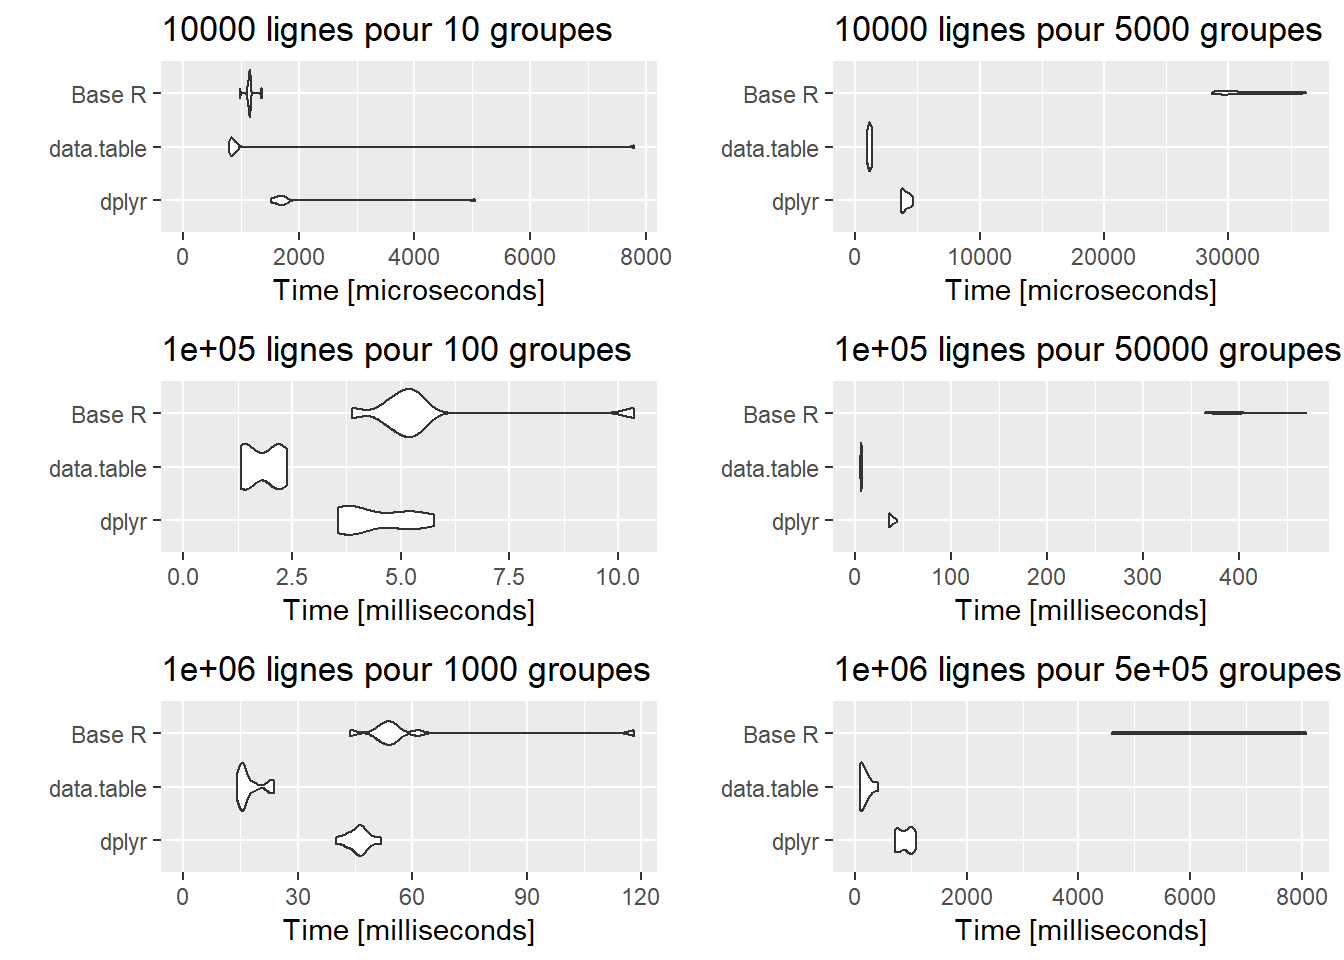 10000 lignes pour 10 groupes
Base R
data.table
dplyr
0 2000 4000 6000 8000
Time [microseconds]
10000 lignes pour 5000 groupes
Base R
data.table
dplyr
0 10000 20000 30000
Time [microseconds]
1e+05 lignes pour 100 groupes
Base R
data.table
dplyr
0.0 2.5 5.0 7.5 10.0
Time [milliseconds]
1e+05 lignes pour 50000 groupes
Base R
data.table
dplyr
0 100 200 300 400
Time [milliseconds]
1e+06 lignes pour 1000 groupes
Base R
data.table
dplyr
0 30 60 90 120
Time [milliseconds]
1e+06 lignes pour 5e+05 groupes
Base R
data.table
dplyr
0 2000 4000 6000 8000
Time [milliseconds]